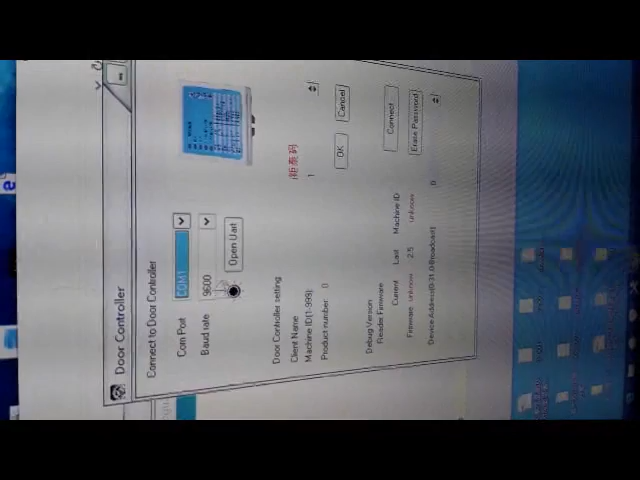 Door Controller
Connect to Door Controller
Com Port COM1
Baud rate 9600
Open Uart
Door Controller setting
Client Name
Machine ID(1-999): 1
Product number: 0
OK Cancel
Debug Version
Reader Firmware
Current Last Machine ID Connect
Firmware unknow 2.5 unknow Erase Password
Device Address(0-31.0-Broadcast) 0